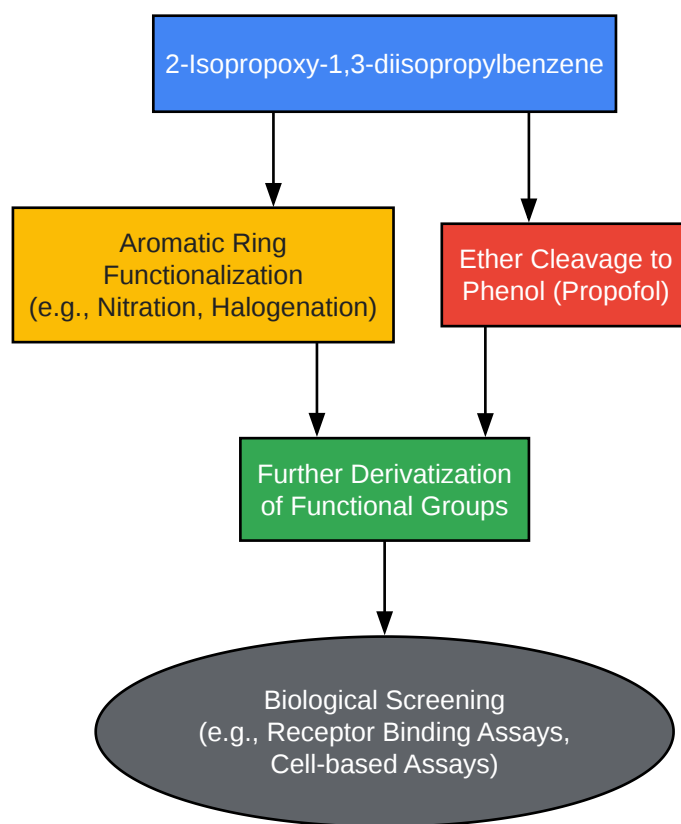 2-Isopropoxy-1,3-diisopropylbenzene
Aromatic Ring
Functionalization
(e.g., Nitration, Halogenation)
Ether Cleavage to
Phenol (Propofol)
Further Derivatization
of Functional Groups
Biological Screening
(e.g., Receptor Binding Assays,
Cell-based Assays)